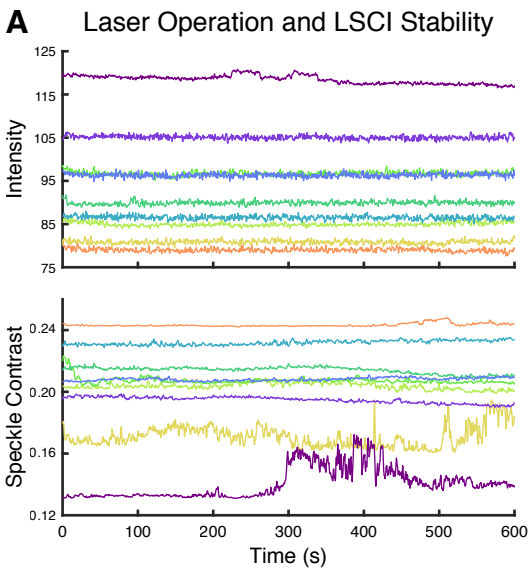 A Laser Operation and LSCI Stability
125
115
105
95
85
75
Intensity
0.24
0.20
0.16
0.12
Speckle Contrast
0 100 200 300 400 500 600
Time (s)